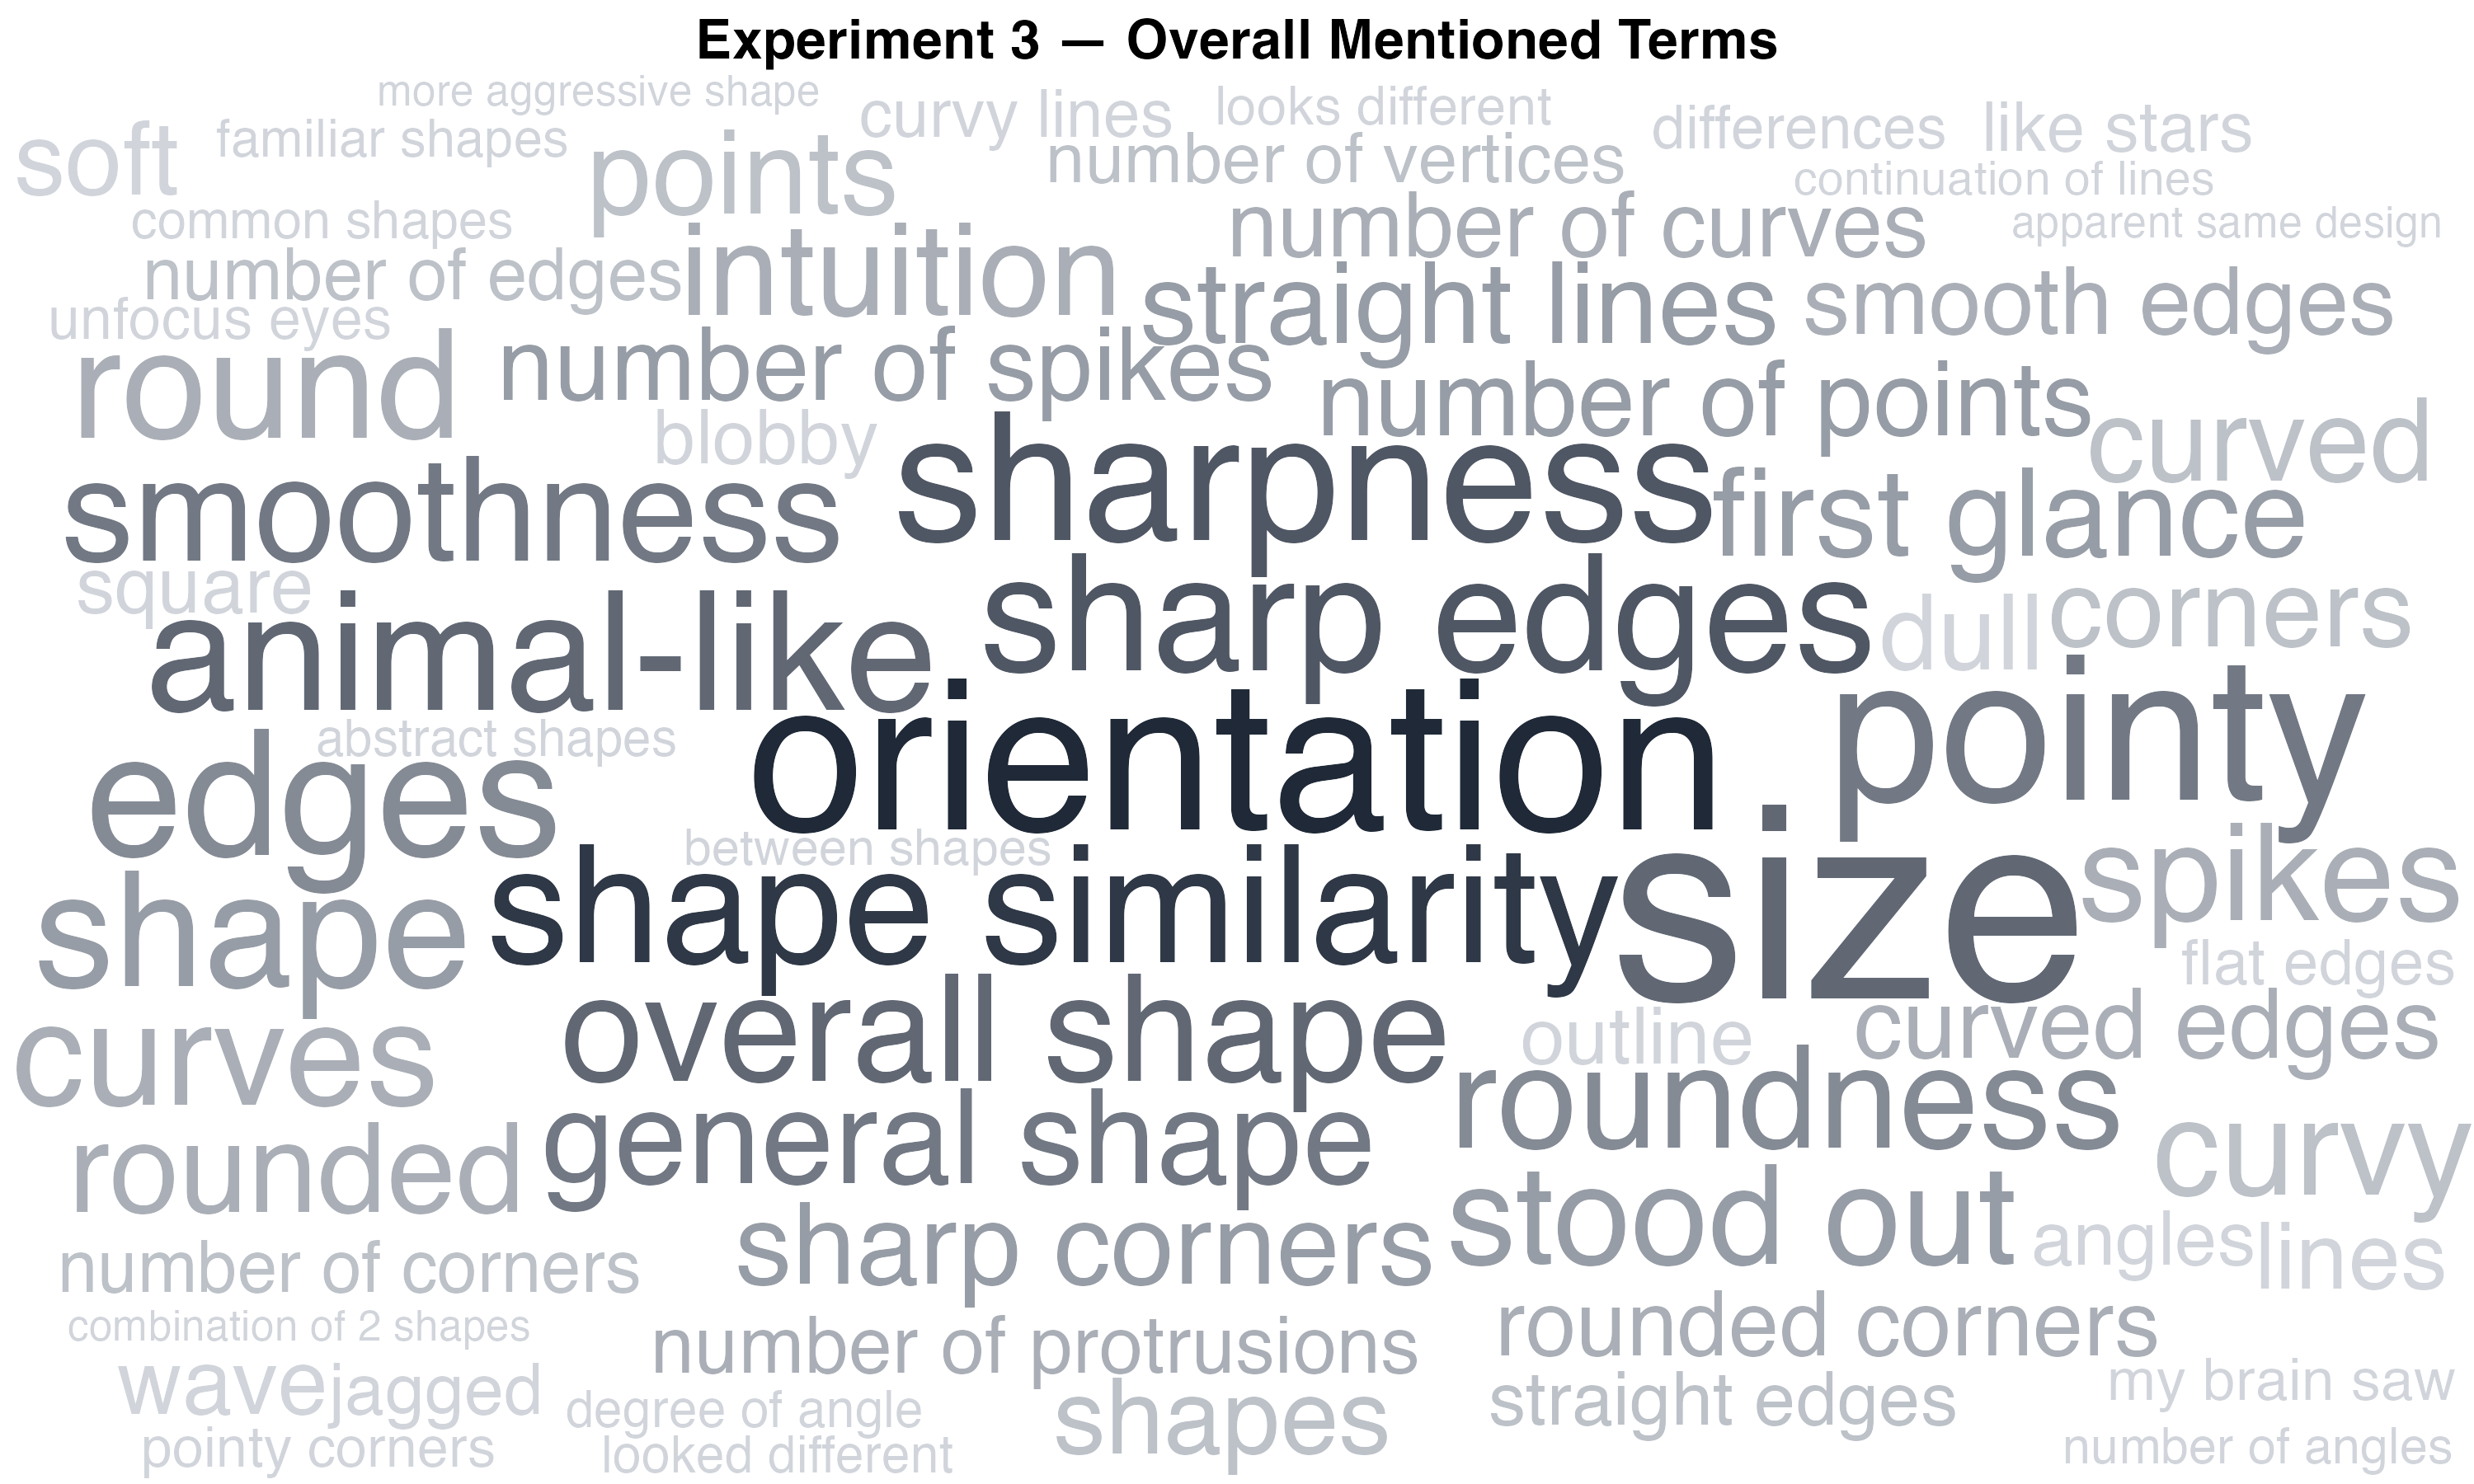 Experiment 3 — Overall Mentioned Terms
more aggressive shape
curvy lines
looks different
differences
like stars
soft
familiar shapes
points
number of vertices
continuation of lines
common shapes
number of curves
apparent same design
number of edges
intuition
straight lines
smooth edges
unfocus eyes
round
number of spikes
number of points
blobby
sharpness
curved
smoothness
first glance
square
animal-like
sharp edges
dull
corners
abstract shapes
orientation
pointy
edges
between shapes
shape
shape similarity
size
spikes
flat edges
curves
overall shape
outline
curved edges
rounded
general shape
roundness
curvy
sharp corners
stood out
angles
lines
number of corners
combination of 2 shapes
number of protrusions
rounded corners
wave
jagged
degree of angle
shapes
straight edges
my brain saw
pointy corners
looked different
number of angles